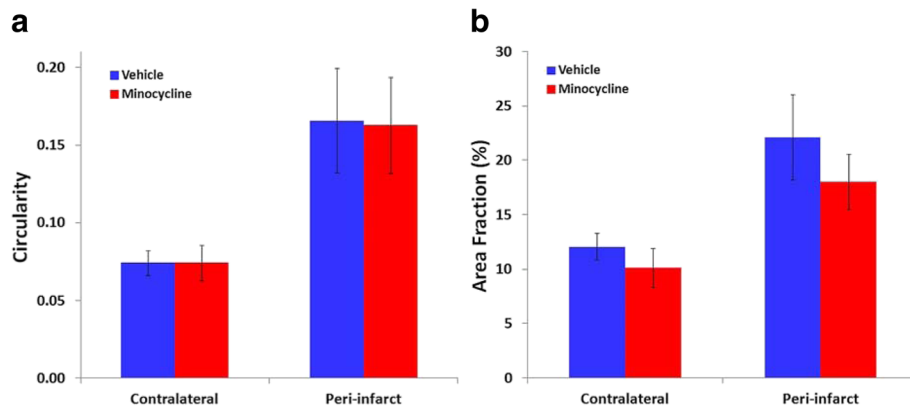 a
0.20
0.15
0.10
0.05
0.00
Circularity
Vehicle
Minocycline
Contralateral
Peri-infarct
b
30
25
20
15
10
5
0
Area Fraction (%)
Vehicle
Minocycline
Contralateral
Peri-infarct